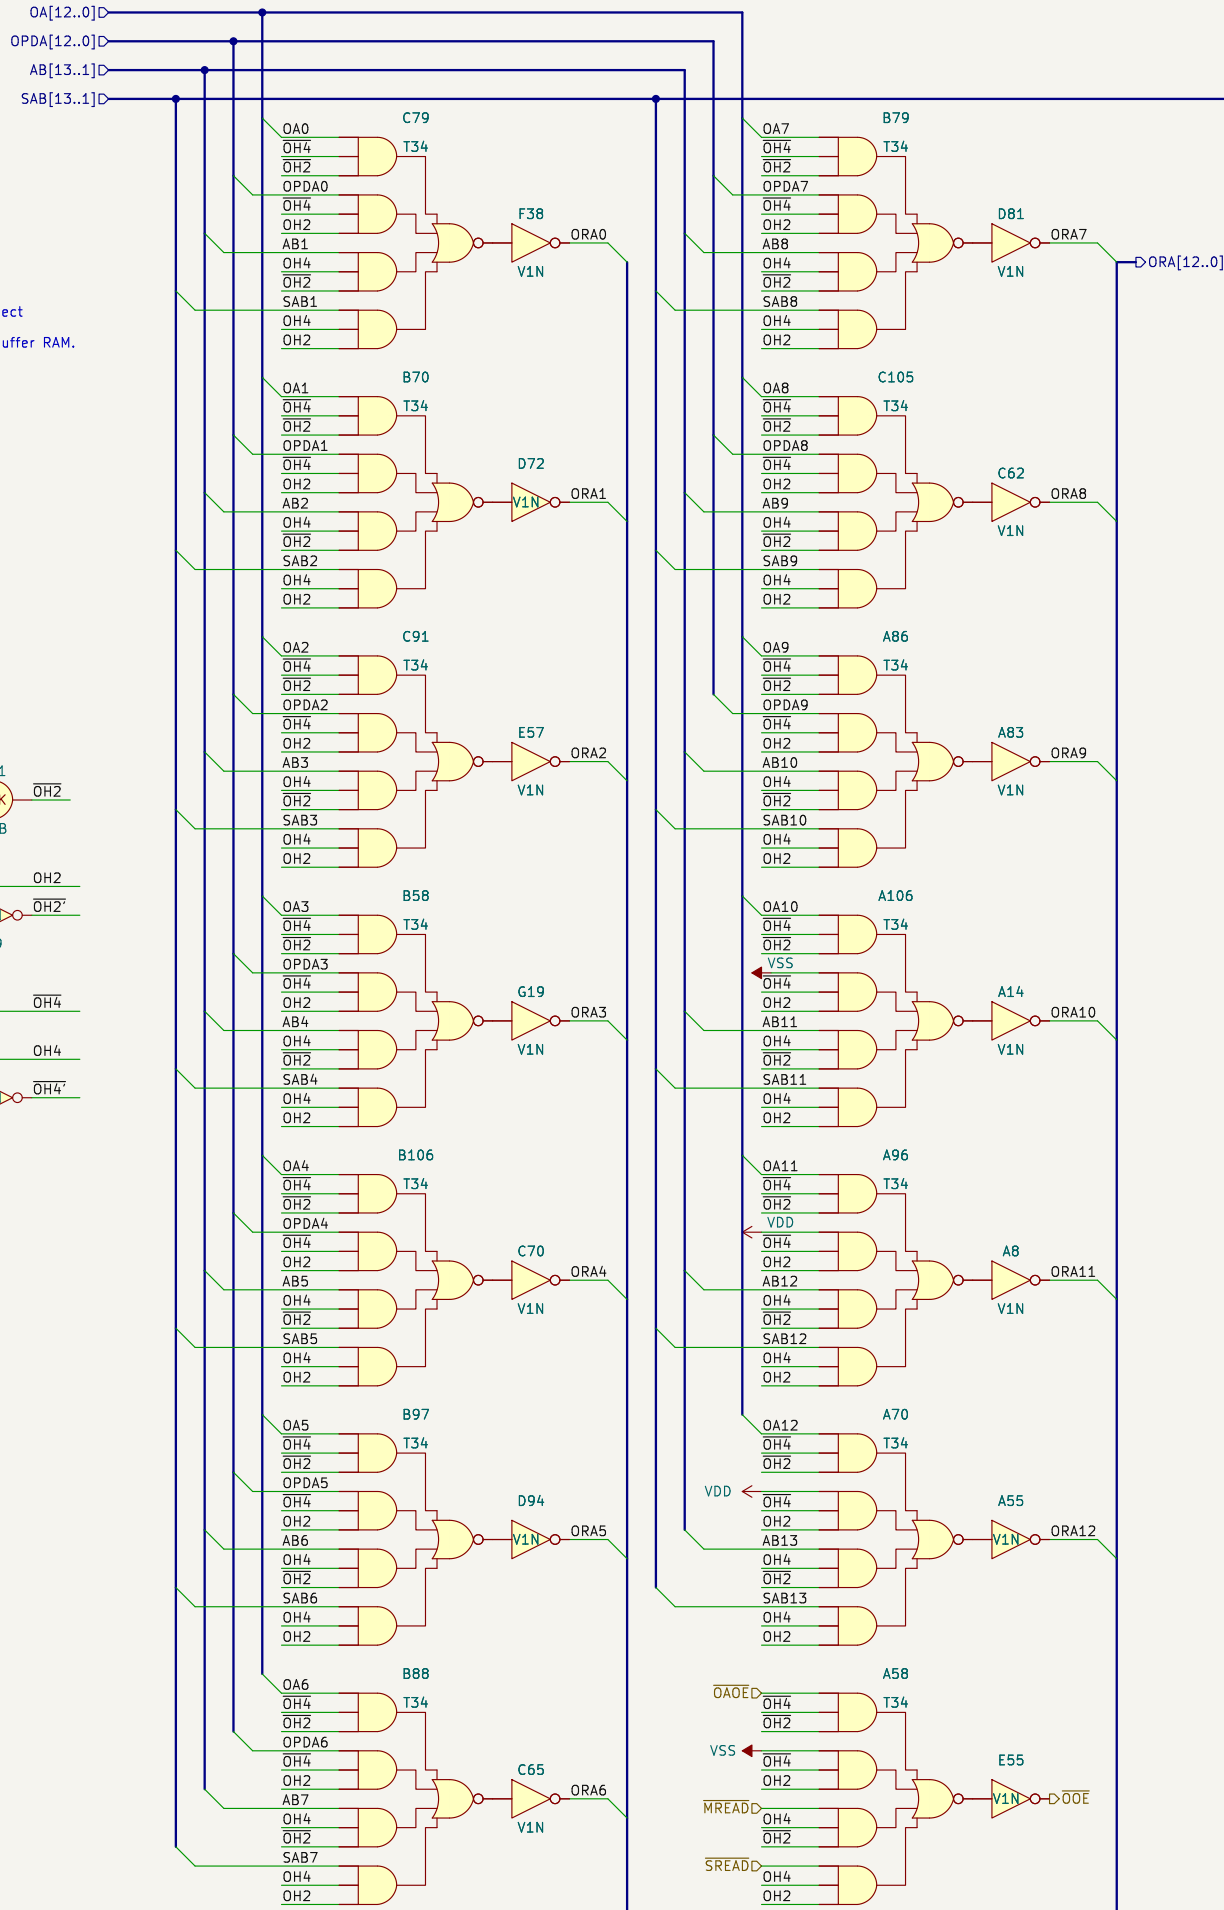 OA[12..0]
OPDA[12..0]
AB[13..1]
SAB[13..1]
ect
uffer RAM.
1
K
OH2
B
OH2
OH2'
9
OH4
OH4
OH4'
C79
T34
OA0
OH4
OH2
OPDA0
OH4
OH2
AB1
OH4
OH2
SAB1
OH4
OH2
F38
V1N
ORA0
B70
T34
OA1
OH4
OH2
OPDA1
OH4
OH2
AB2
OH4
OH2
SAB2
OH4
OH2
D72
V1N
ORA1
C91
T34
OA2
OH4
OH2
OPDA2
OH4
OH2
AB3
OH4
OH2
SAB3
OH4
OH2
E57
V1N
ORA2
B58
T34
OA3
OH4
OH2
OPDA3
OH4
OH2
AB4
OH4
OH2
SAB4
OH4
OH2
G19
V1N
ORA3
B106
T34
OA4
OH4
OH2
OPDA4
OH4
OH2
AB5
OH4
OH2
SAB5
OH4
OH2
C70
V1N
ORA4
B97
T34
OA5
OH4
OH2
OPDA5
OH4
OH2
AB6
OH4
OH2
SAB6
OH4
OH2
D94
V1N
ORA5
B88
T34
OA6
OH4
OH2
OPDA6
OH4
OH2
AB7
OH4
OH2
SAB7
OH4
OH2
C65
V1N
ORA6
B79
T34
OA7
OH4
OH2
OPDA7
OH4
OH2
AB8
OH4
OH2
SAB8
OH4
OH2
D81
V1N
ORA7
ORA[12..0]
C105
T34
OA8
OH4
OH2
OPDA8
OH4
OH2
AB9
OH4
OH2
SAB9
OH4
OH2
C62
V1N
ORA8
A86
T34
OA9
OH4
OH2
OPDA9
OH4
OH2
AB10
OH4
OH2
SAB10
OH4
OH2
A83
V1N
ORA9
A106
T34
OA10
OH4
OH2
VSS
OH4
OH2
AB11
OH4
OH2
SAB11
OH4
OH2
A14
V1N
ORA10
A96
T34
OA11
OH4
OH2
VDD
OH4
OH2
AB12
OH4
OH2
SAB12
OH4
OH2
A8
V1N
ORA11
A70
T34
OA12
OH4
OH2
VDD
OH4
OH2
AB13
OH4
OH2
SAB13
OH4
OH2
A55
V1N
ORA12
A58
T34
OAOE
OH4
OH2
VSS
OH4
OH2
MREAD
OH4
OH2
SREAD
OH4
OH2
E55
V1N
OOE